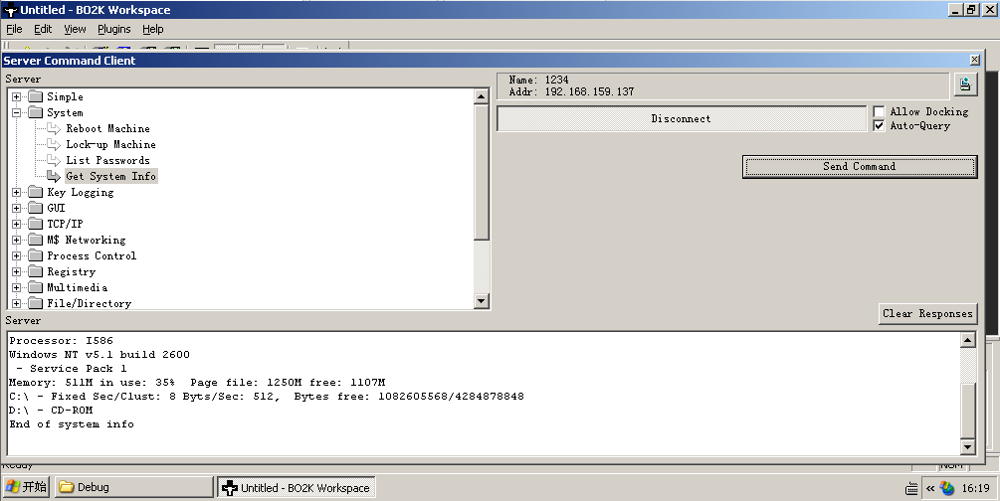 Untitled - BO2K Workspace
File Edit View Plugins Help
Server Command Client
Server
Simple
System
Reboot Machine
Lock-up Machine
List Passwords
Get System Info
Key Logging
GUI
TCP/IP
M$ Networking
Process Control
Registry
Multimedia
File/Directory
Name: 1234
Addr: 192.168.159.137
Disconnect
Allow Docking
Auto-Query
Send Command
Clear Responses
Server
Processor: I586
Windows NT v5.1 build 2600
- Service Pack 1
Memory: 511M in use: 35% Page file: 1250M free: 1107M
C:\ - Fixed Sec/Clust: 8 Byts/Sec: 512, Bytes free: 1082605568/4284878848
D:\ - CD-ROM
End of system info
Ready NUM
开始 Debug Untitled - BO2K Workspace « 16:19